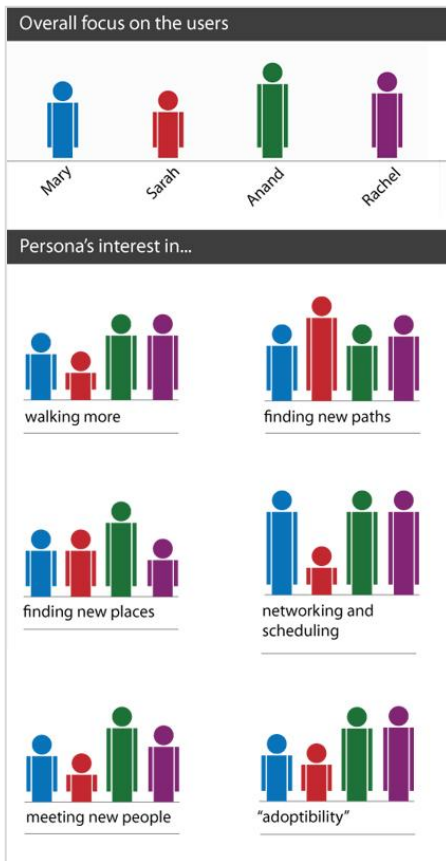 Overall focus on the users
Mary
Sarah
Anand
Rachel
Persona's interest in...
walking more
finding new paths
finding new places
networking and
scheduling
meeting new people
"adoptibility"